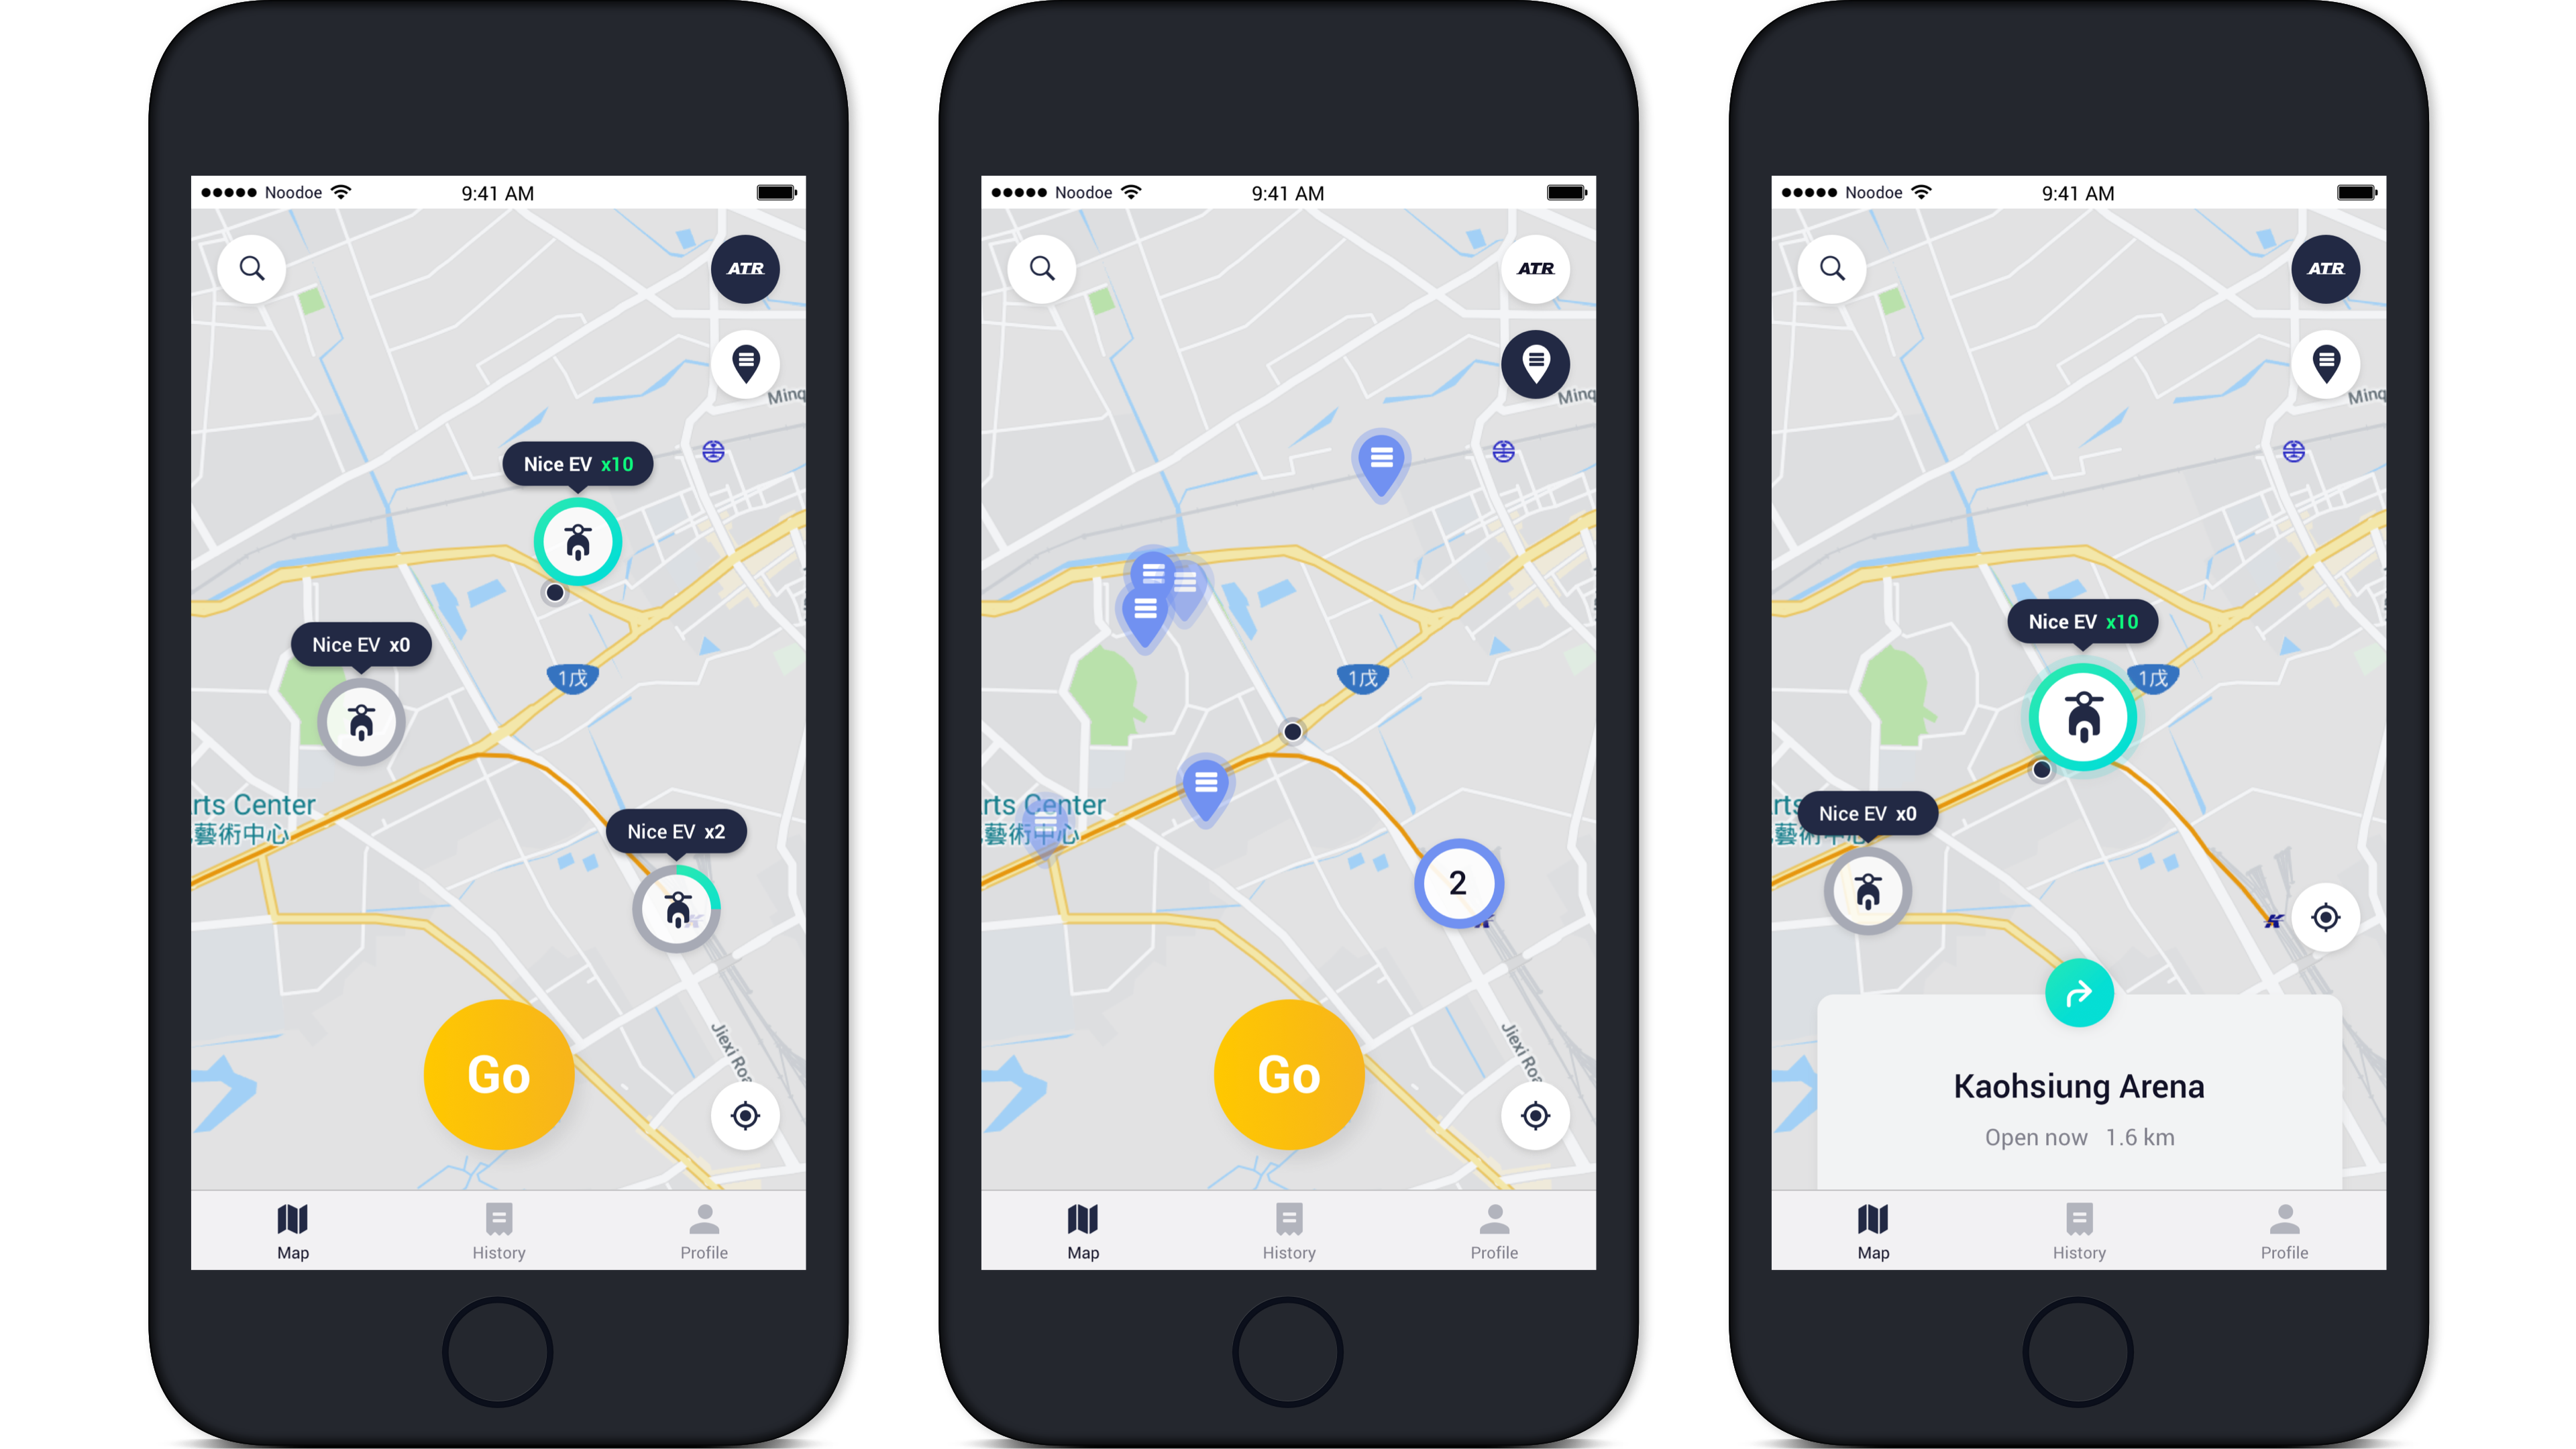 Noodoe
9:41 AM
ATR
Minq
Nice EV x10
Nice EV x0
1戊
rts Center
藝術中心
Nice EV x2
Jiexi Roa
Go
Map
History
Profile
Noodoe
9:41 AM
ATR
Minq
1戊
rts Center
藝術中心
2
Jiexi Roa
Go
Map
History
Profile
Noodoe
9:41 AM
ATR
Minq
Nice EV x10
1戊
rts
Nice EV x0
Kaohsiung Arena
Open now 1.6 km
Map
History
Profile